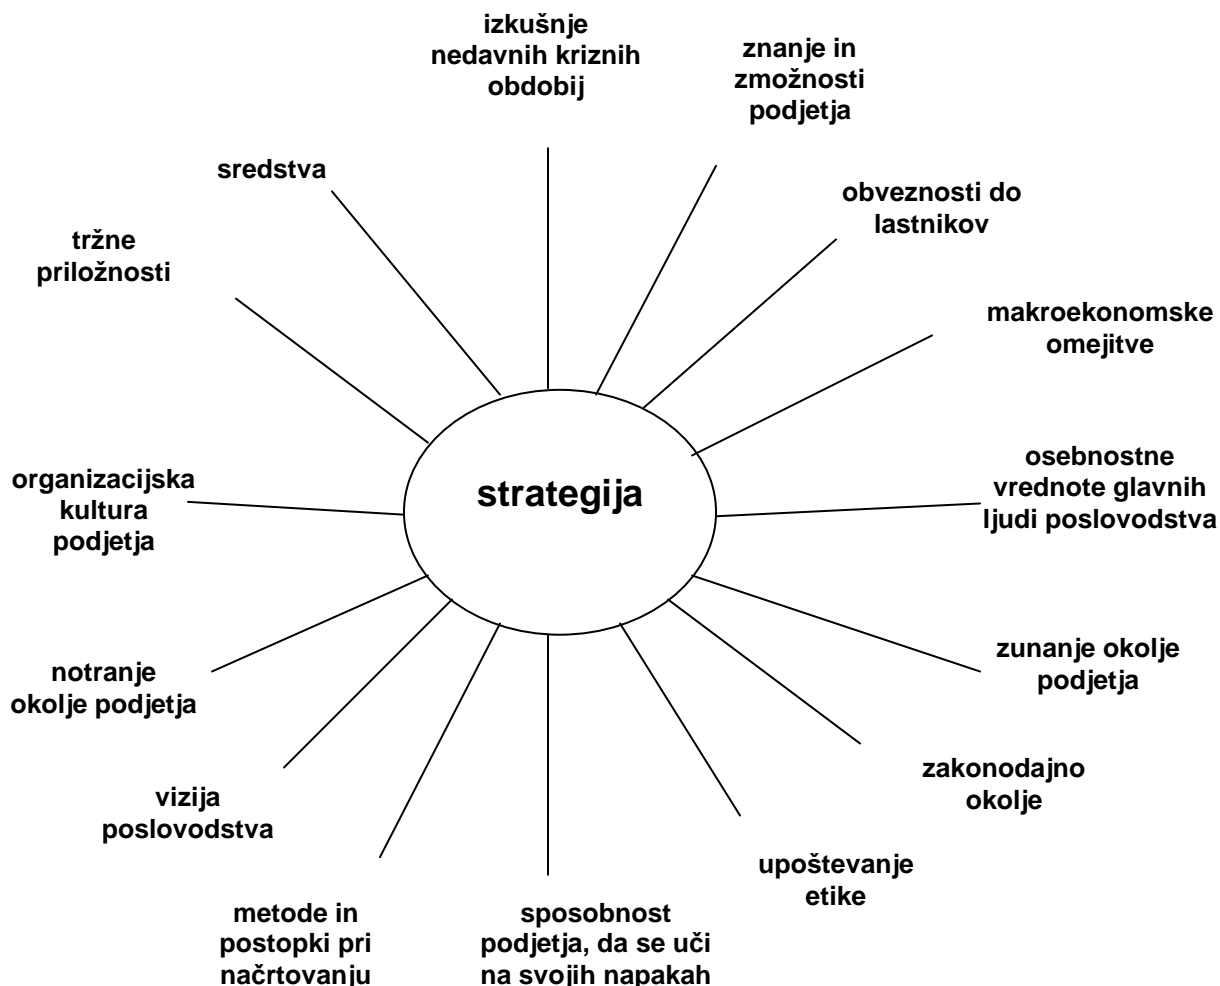 izkušnje
nedavnih kriznih
obdobij
znanje in
zmožnosti
podjetja
sredstva
obveznosti do
lastnikov
tržne
priložnosti
makroekonomske
omejitve
strategija
osebnostne
vrednote glavnih
ljudi poslovodstva
organizacijska
kultura
podjetja
zunanje okolje
podjetja
notranje
okolje podjetja
zakonodajno
okolje
vizija
poslovodstva
upoštevanje
etike
metode in
postopki pri
načrtovanju
sposobnost
podjetja, da se uči
na svojih napakah